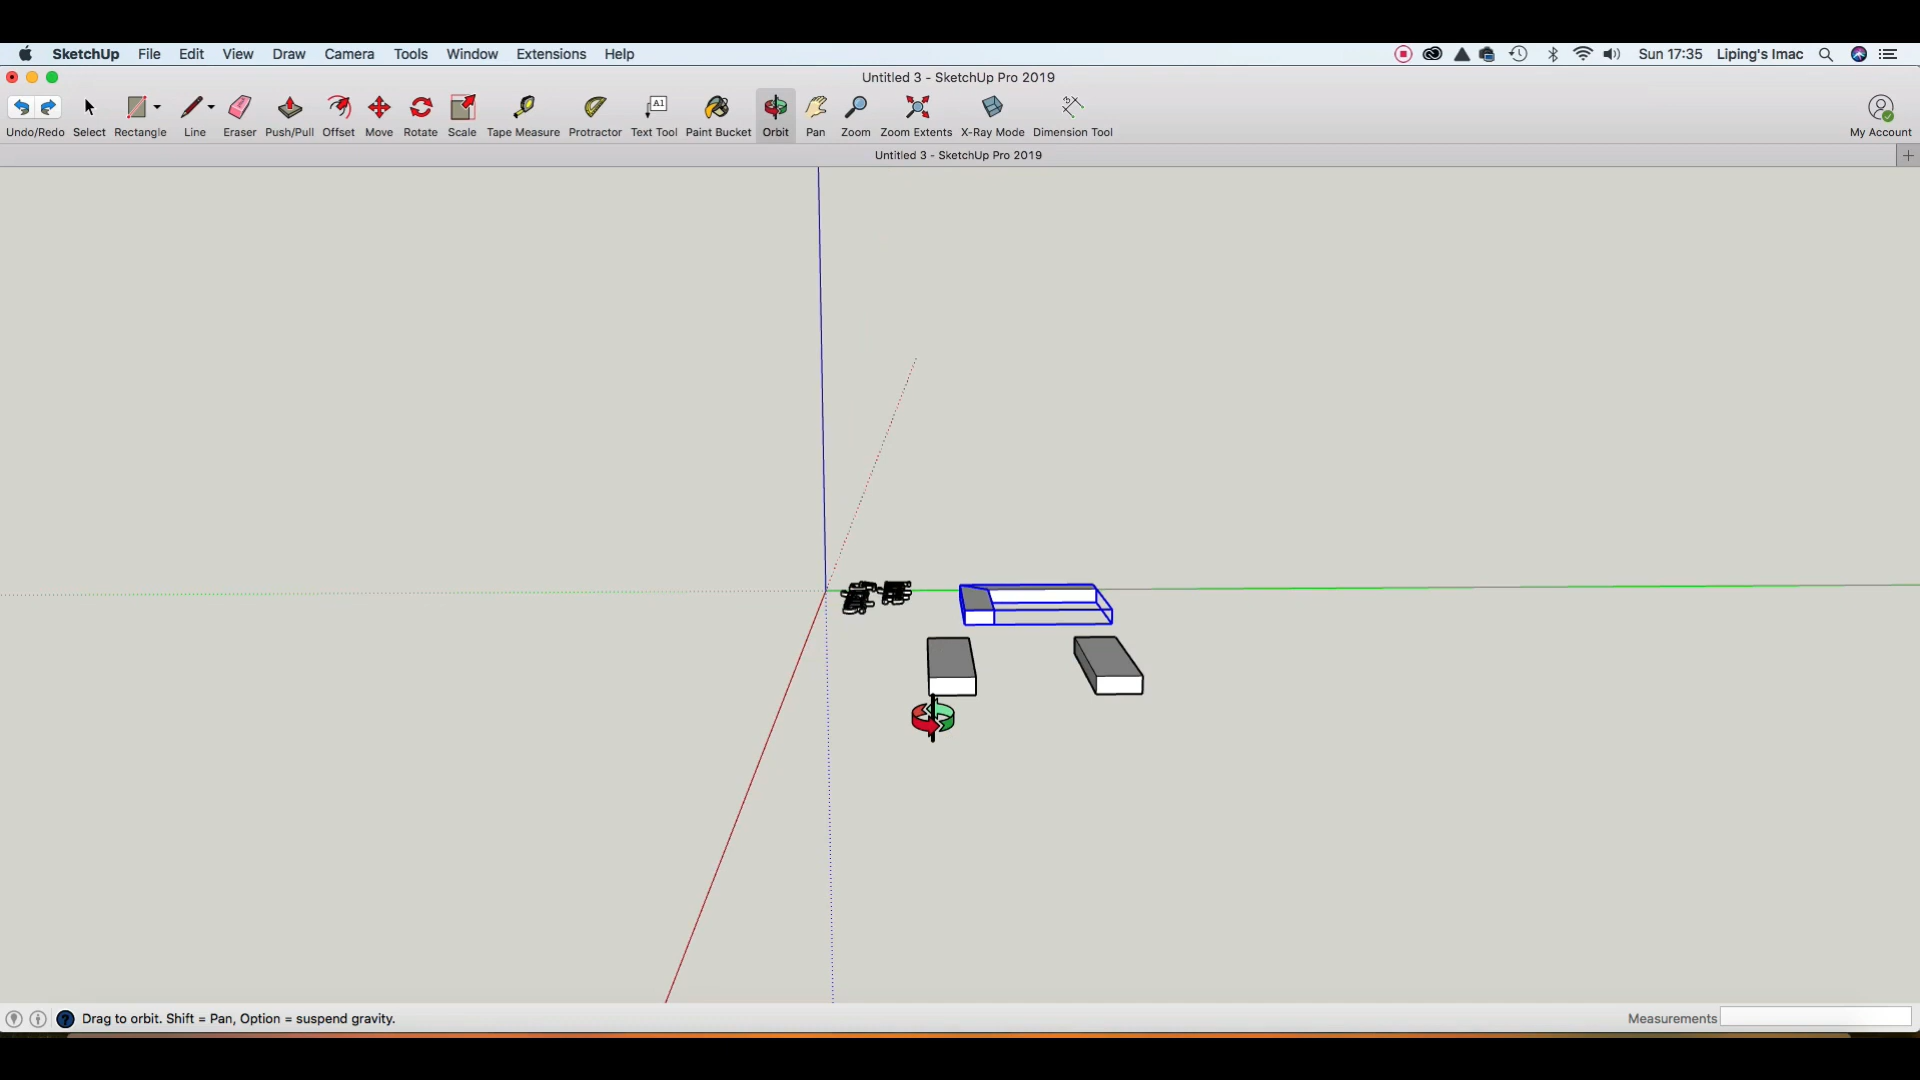 SketchUp File Edit View Draw Camera Tools Window Extensions Help Sun 17:35 Liping's Imac
Untitled 3 - SketchUp Pro 2019
A1
Undo/Redo Select Rectangle Line Eraser Push/Pull Offset Move Rotate Scale Tape Measure Protractor Text Tool Paint Bucket Orbit Pan Zoom Zoom Extents X-Ray Mode Dimension Tool My Account
Untitled 3 - SketchUp Pro 2019
Drag to orbit. Shift = Pan, Option = suspend gravity. Measurements